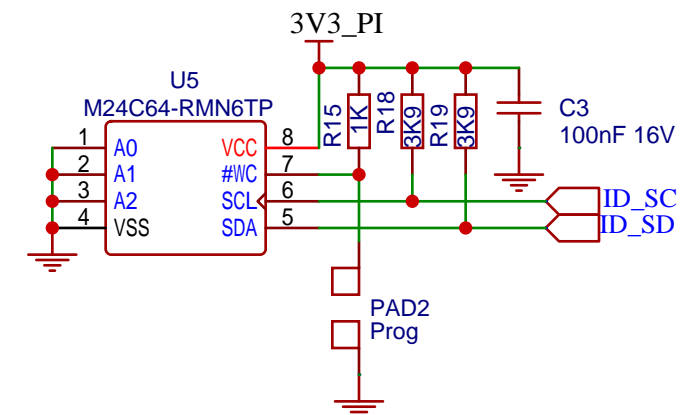 3V3_PI
U5
M24C64-RMN6TP
1 A0 VCC 8
2 A1 #WC 7
3 A2 SCL 6
4 VSS SDA 5
R15 1K
R18 3K9
R19 3K9
C3
100nF 16V
ID_SC
ID_SD
PAD2
Prog